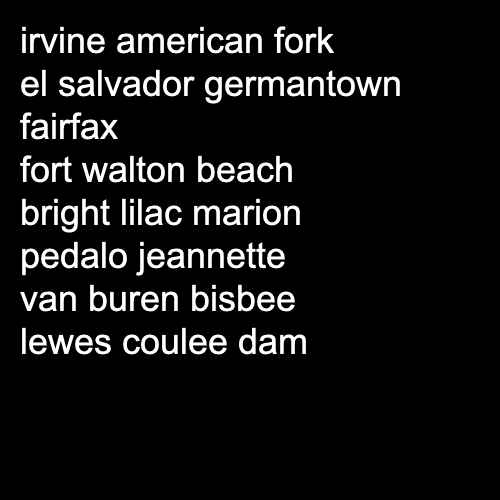 irvine american fork
el salvador germantown
fairfax
fort walton beach
bright lilac marion
pedalo jeannette
van buren bisbee
lewes coulee dam